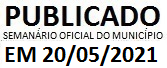 PUBLICADO
SEMANÁRIO OFICIAL DO MUNICÍPIO
EM 20/05/2021